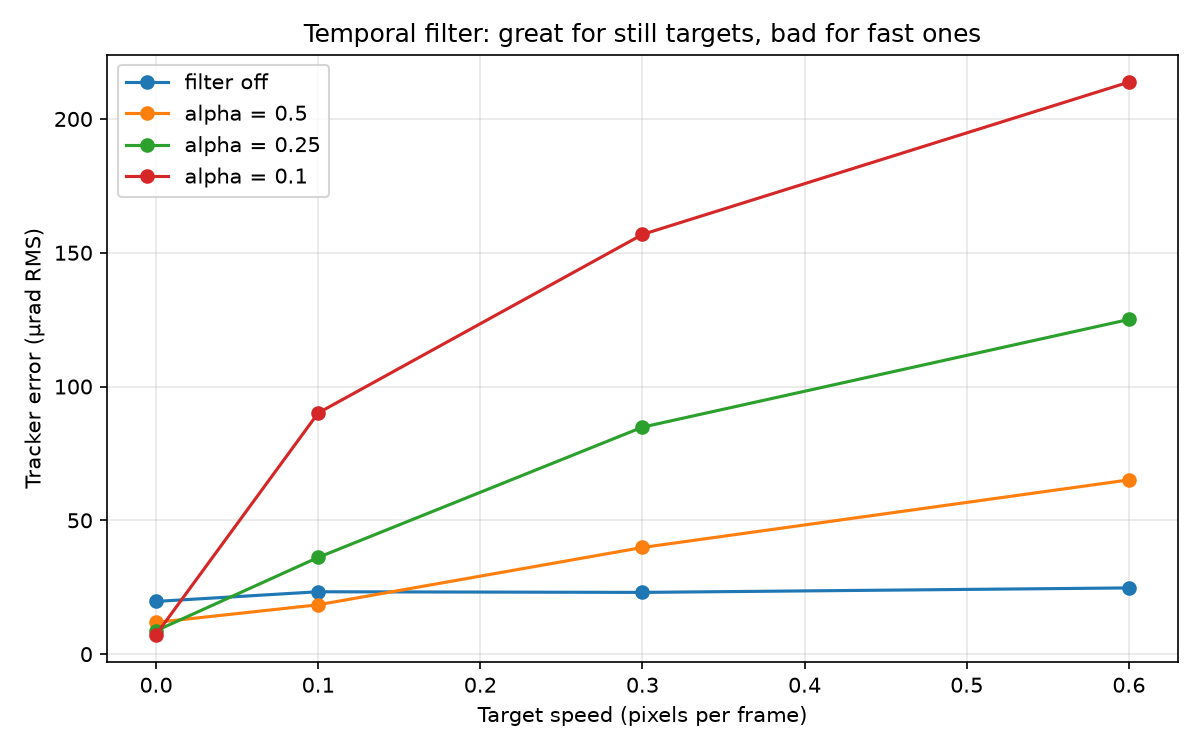 Temporal filter: great for still targets, bad for fast ones
filter off
alpha = 0.5
alpha = 0.25
alpha = 0.1
Tracker error (µrad RMS)
200
150
100
50
0
0.0 0.1 0.2 0.3 0.4 0.5 0.6
Target speed (pixels per frame)